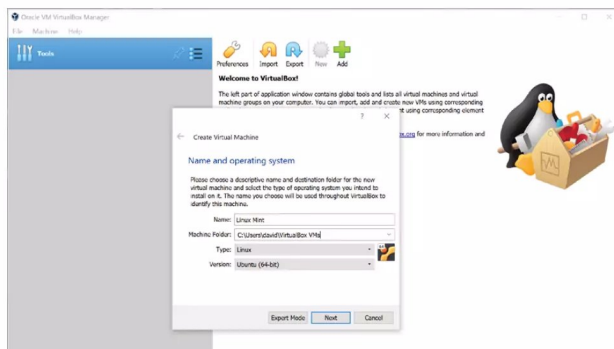 Oracle VM VirtualBox Manager
File Machine Help
Tools
Preferences Import Export New Add
Welcome to VirtualBox!
The left part of application window contains global tools and lists all virtual machines and virtual
machine groups on your computer. You can import, add and create new VMs using corresponding
nt using corresponding element
ox.org for more information and
Create Virtual Machine
Name and operating system
Please choose a descriptive name and destination folder for the new
virtual machine and select the type of operating system you intend to
install on it. The name you choose will be used throughout VirtualBox to
identify this machine.
Name: Linux Mint
Machine Folder: C:\Users\david\VirtualBox VMs
Type: Linux
Version: Ubuntu (64-bit)
Expert Mode Next Cancel